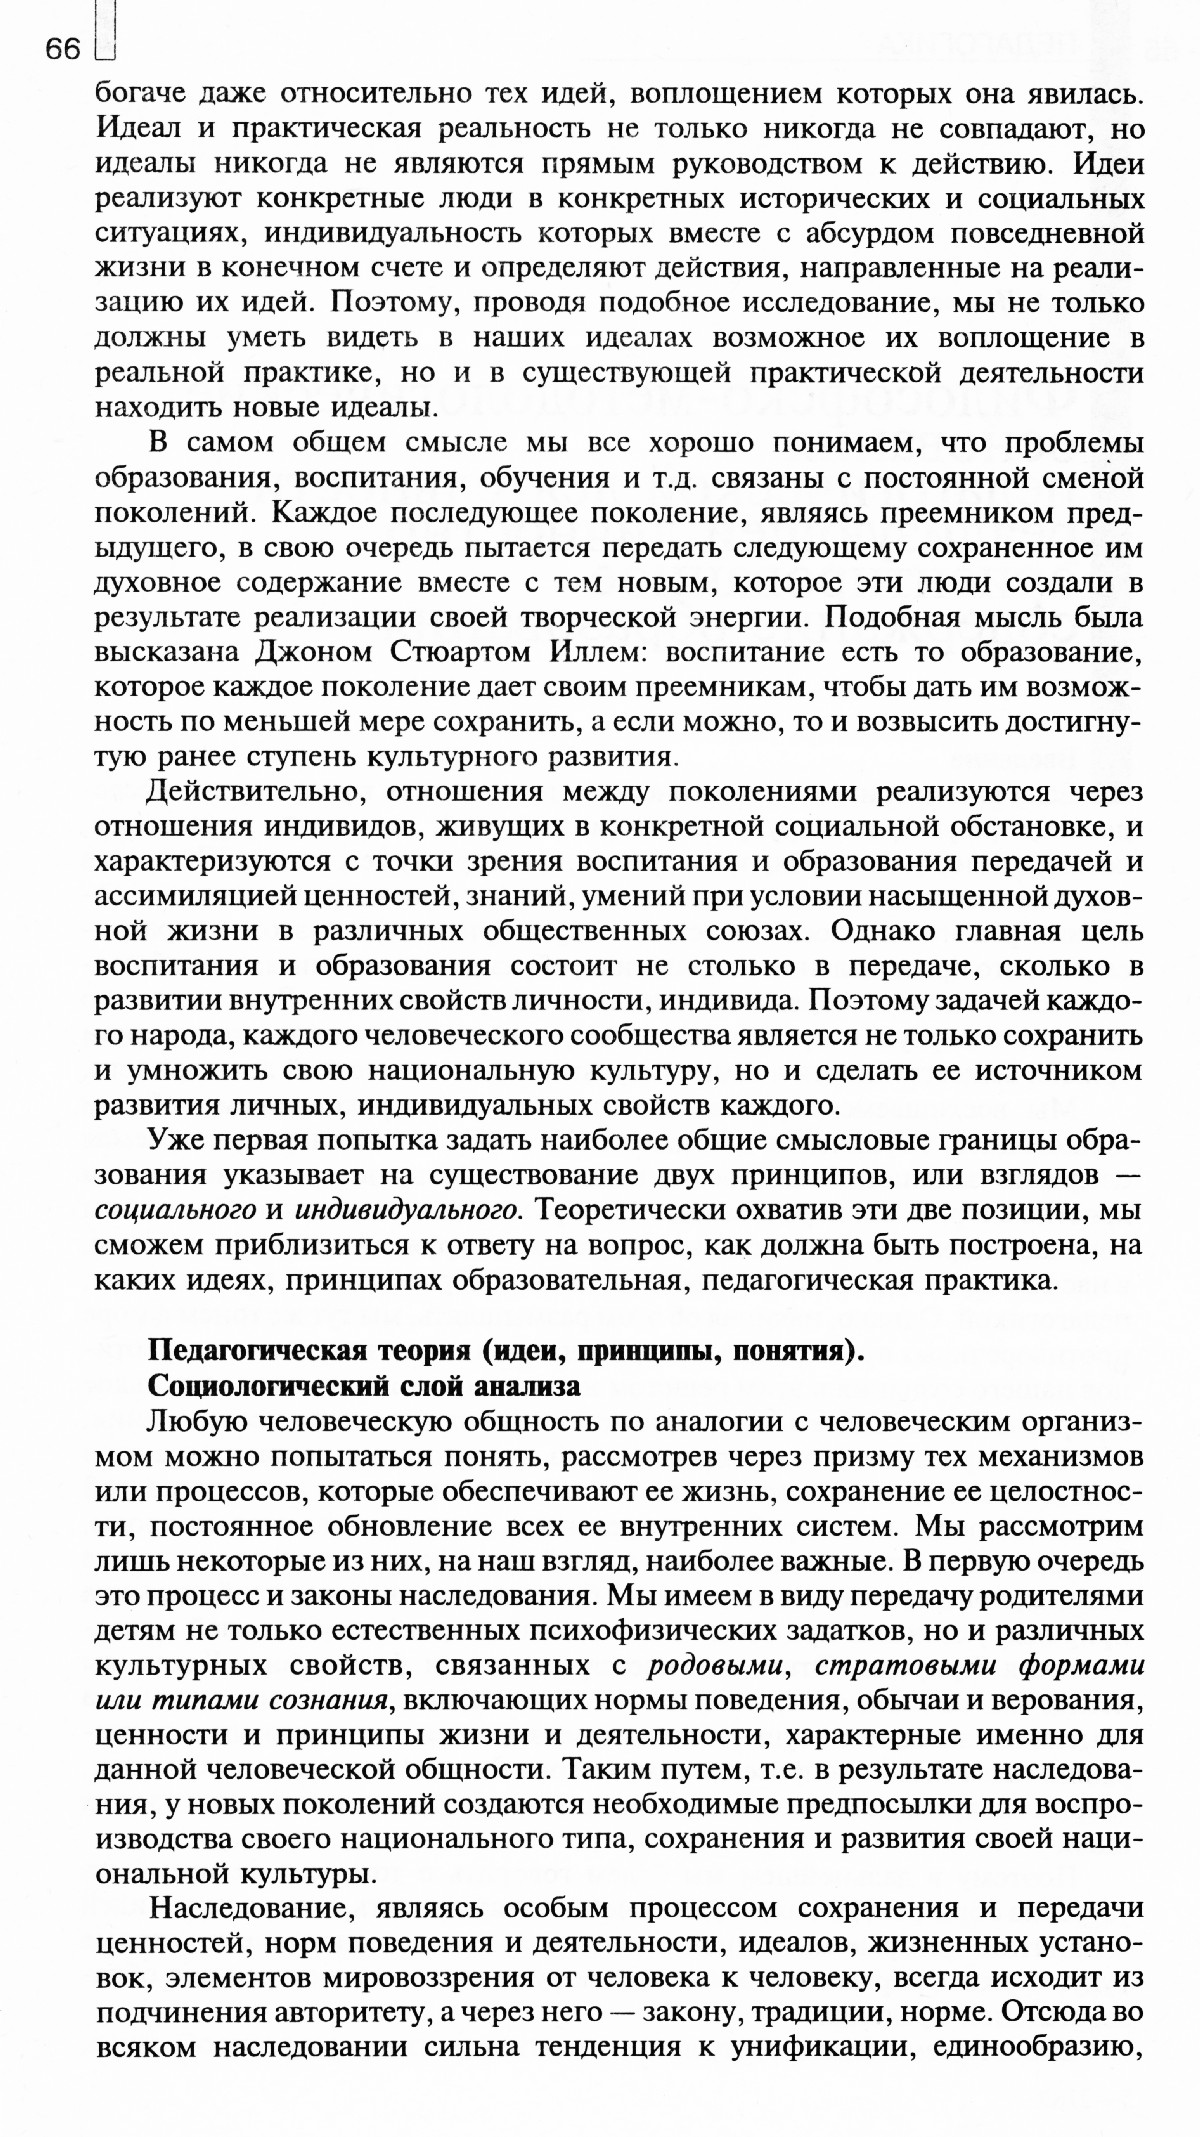 66
богаче даже относительно тех идей, воплощением которых она явилась.
Идеал и практическая реальность не только никогда не совпадают, но
идеалы никогда не являются прямым руководством к действию. Идеи
реализуют конкретные люди в конкретных исторических и социальных
ситуациях, индивидуальность которых вместе с абсурдом повседневной
жизни в конечном счете и определяют действия, направленные на реали-
зацию их идей. Поэтому, проводя подобное исследование, мы не только
должны уметь видеть в наших идеалах возможное их воплощение в
реальной практике, но и в существующей практической деятельности
находить новые идеалы.
В самом общем смысле мы все хорошо понимаем, что проблемы
образования, воспитания, обучения и т.д. связаны с постоянной сменой
поколений. Каждое последующее поколение, являясь преемником пред-
ыдущего, в свою очередь пытается передать следующему сохраненное им
духовное содержание вместе с тем новым, которое эти люди создали в
результате реализации своей творческой энергии. Подобная мысль была
высказана Джоном Стюартом Иллем: воспитание есть то образование,
которое каждое поколение дает своим преемникам, чтобы дать им возмож-
ность по меньшей мере сохранить, а если можно, то и возвысить достигну-
тую ранее ступень культурного развития.
Действительно, отношения между поколениями реализуются через
отношения индивидов, живущих в конкретной социальной обстановке, и
характеризуются с точки зрения воспитания и образования передачей и
ассимиляцией ценностей, знаний, умений при условии насыщенной духов-
ной жизни в различных общественных союзах. Однако главная цель
воспитания и образования состоит не столько в передаче, сколько в
развитии внутренних свойств личности, индивида. Поэтому задачей каждо-
го народа, каждого человеческого сообщества является не только сохранить
и умножить свою национальную культуру, но и сделать ее источником
развития личных, индивидуальных свойств каждого.
Уже первая попытка задать наиболее общие смысловые границы обра-
зования указывает на существование двух принципов, или взглядов —
социального и индивидуального. Теоретически охватив эти две позиции, мы
сможем приблизиться к ответу на вопрос, как должна быть построена, на
каких идеях, принципах образовательная, педагогическая практика.
Педагогическая теория (идеи, принципы, понятия).
Социологический слой анализа
Любую человеческую общность по аналогии с человеческим организ-
мом можно попытаться понять, рассмотрев через призму тех механизмов
или процессов, которые обеспечивают ее жизнь, сохранение ее целостнос-
ти, постоянное обновление всех ее внутренних систем. Мы рассмотрим
лишь некоторые из них, на наш взгляд, наиболее важные. В первую очередь
это процесс и законы наследования. Мы имеем в виду передачу родителями
детям не только естественных психофизических задатков, но и различных
культурных свойств, связанных с родовыми, стратовыми формами
или типами сознания, включающих нормы поведения, обычаи и верования,
ценности и принципы жизни и деятельности, характерные именно для
данной человеческой общности. Таким путем, т.е. в результате наследова-
ния, у новых поколений создаются необходимые предпосылки для воспро-
изводства своего национального типа, сохранения и развития своей наци-
ональной культуры.
Наследование, являясь особым процессом сохранения и передачи
ценностей, норм поведения и деятельности, идеалов, жизненных устано-
вок, элементов мировоззрения от человека к человеку, всегда исходит из
подчинения авторитету, а через него — закону, традиции, норме. Отсюда во
всяком наследовании сильна тенденция к унификации, единообразию,